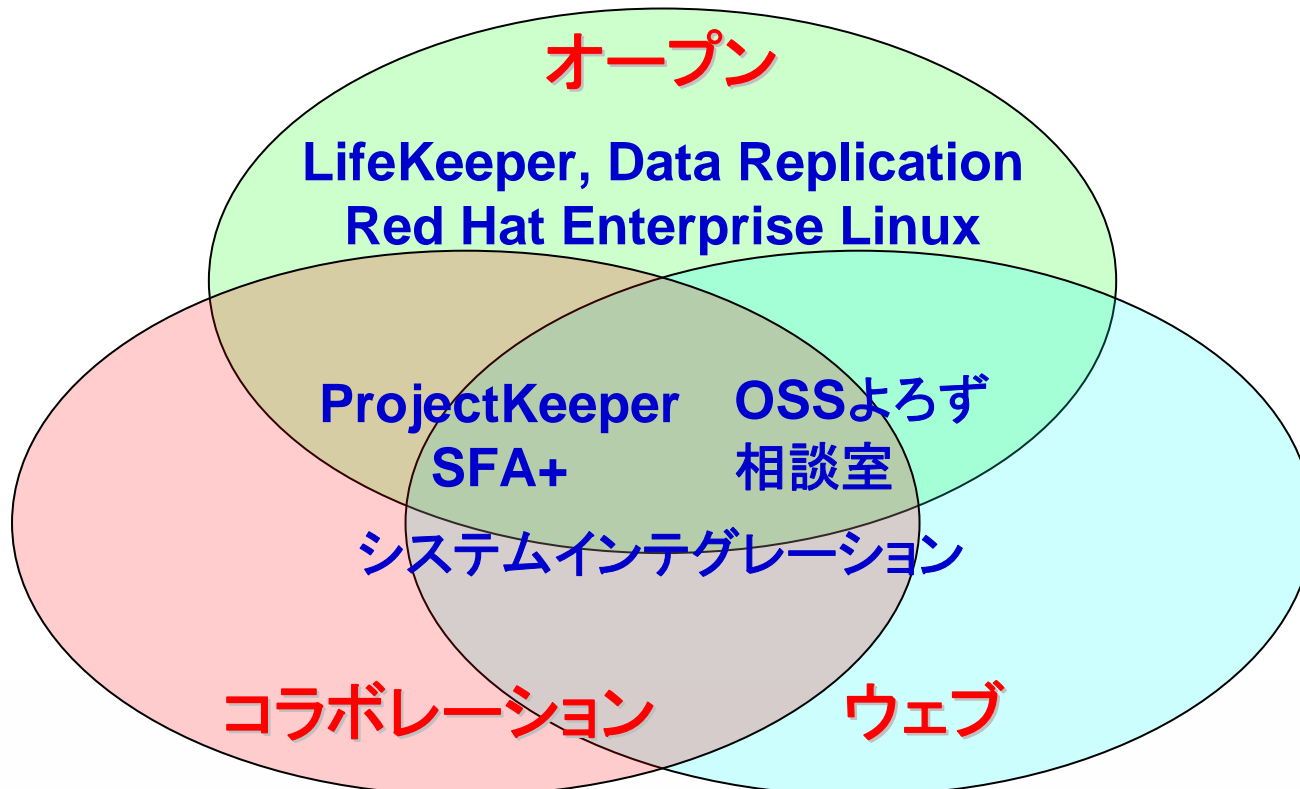 オープン
LifeKeeper, Data Replication
Red Hat Enterprise Linux
ProjectKeeper
SFA+
OSSよろず
相談室
システムインテグレーション
コラボレーション
ウェブ